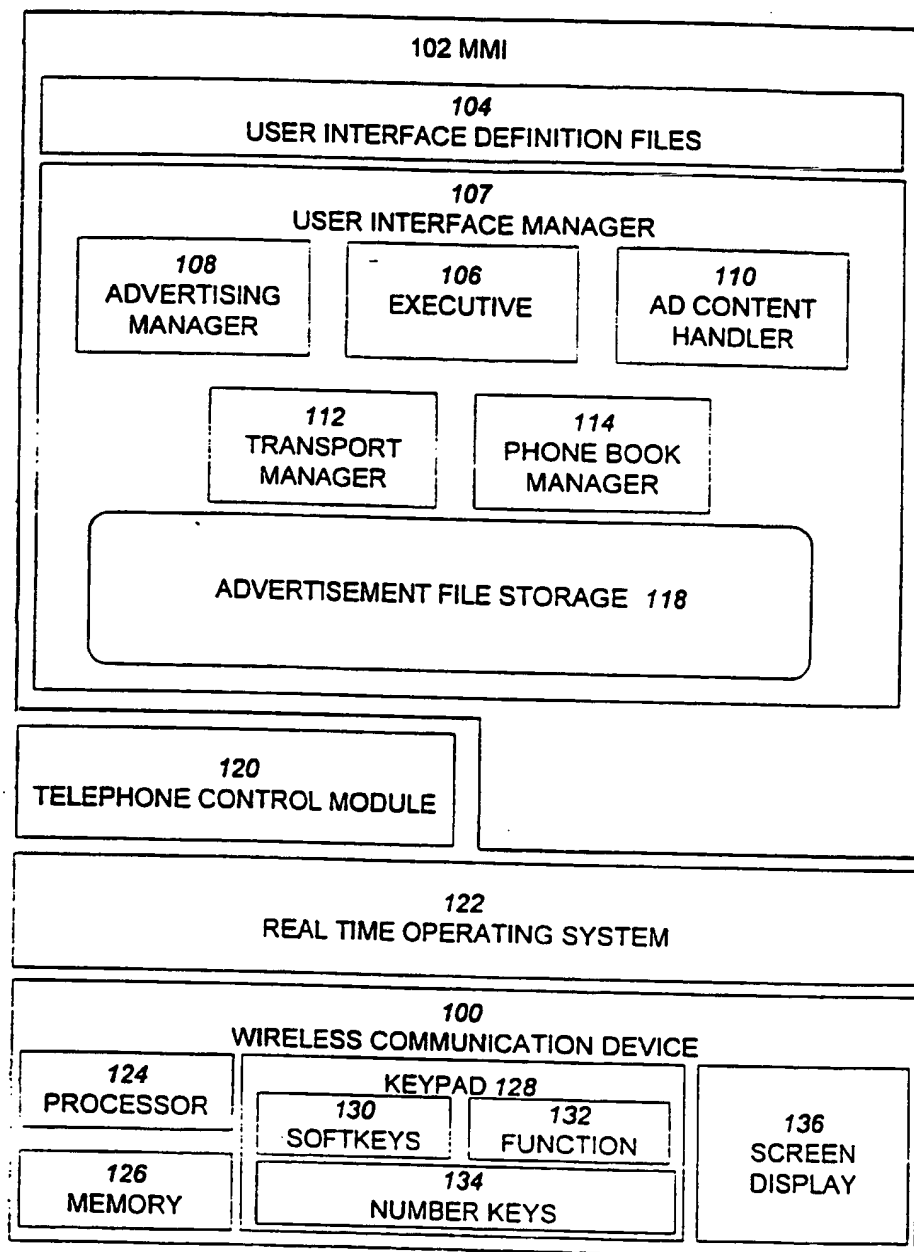 102 MMI
104
USER INTERFACE DEFINITION FILES
107
USER INTERFACE MANAGER
108
ADVERTISING
MANAGER
106
EXECUTIVE
110
AD CONTENT
HANDLER
112
TRANSPORT
MANAGER
114
PHONE BOOK
MANAGER
ADVERTISEMENT FILE STORAGE 118
120
TELEPHONE CONTROL MODULE
122
REAL TIME OPERATING SYSTEM
100
WIRELESS COMMUNICATION DEVICE
124
PROCESSOR
126
MEMORY
KEYPAD 128
130
SOFTKEYS
132
FUNCTION
134
NUMBER KEYS
136
SCREEN
DISPLAY